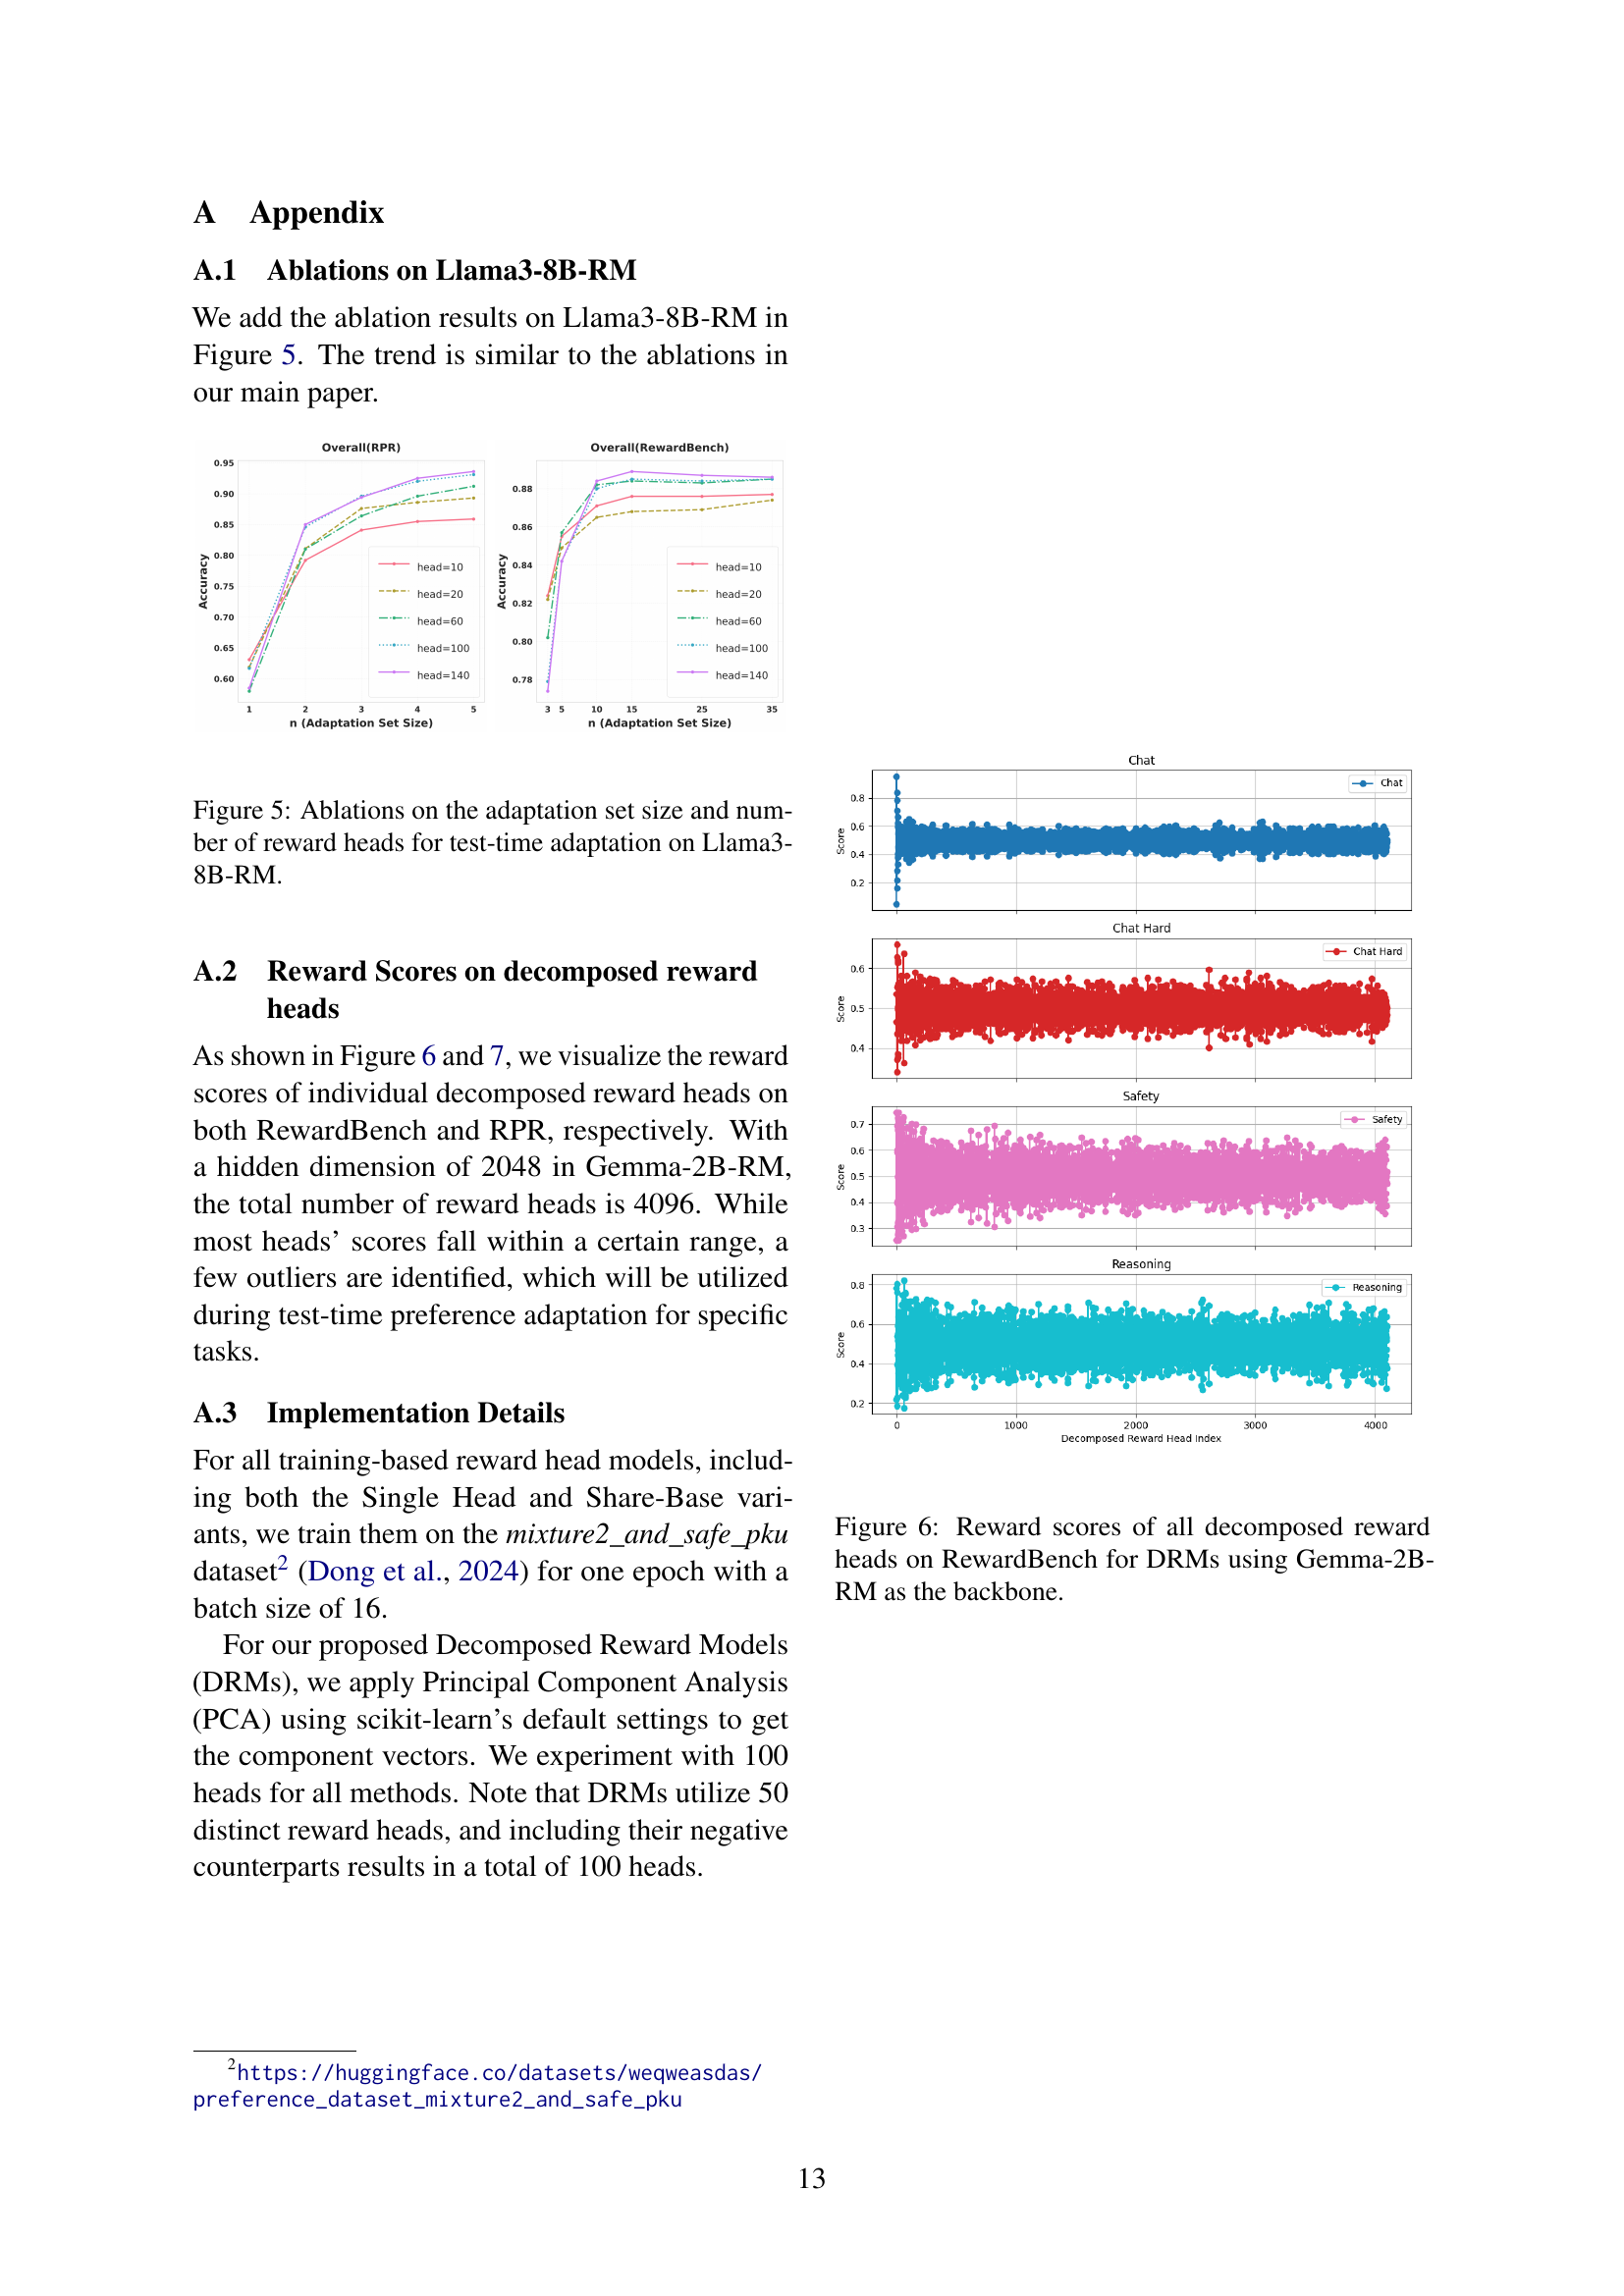 A Appendix
A.1 Ablations on Llama3-8B-RM
We add the ablation results on Llama3-8B-RM in
Figure 5. The trend is similar to the ablations in
our main paper.
Overall(RPR)
0.95
0.90
0.85
0.80
0.75
0.70
0.65
0.60
Accuracy
head=10
head=20
head=60
head=100
head=140
1 2 3 4 5
n (Adaptation Set Size)
Overall(RewardBench)
0.88
0.86
0.84
0.82
0.80
0.78
Accuracy
head=10
head=20
head=60
head=100
head=140
3 5 10 15 25 35
n (Adaptation Set Size)
Figure 5: Ablations on the adaptation set size and num-
ber of reward heads for test-time adaptation on Llama3-
8B-RM.
A.2 Reward Scores on decomposed reward
heads
As shown in Figure 6 and 7, we visualize the reward
scores of individual decomposed reward heads on
both RewardBench and RPR, respectively. With
a hidden dimension of 2048 in Gemma-2B-RM,
the total number of reward heads is 4096. While
most heads' scores fall within a certain range, a
few outliers are identified, which will be utilized
during test-time preference adaptation for specific
tasks.
A.3 Implementation Details
For all training-based reward head models, includ-
ing both the Single Head and Share-Base vari-
ants, we train them on the mixture2_and_safe_pku
dataset2 (Dong et al., 2024) for one epoch with a
batch size of 16.
For our proposed Decomposed Reward Models
(DRMs), we apply Principal Component Analysis
(PCA) using scikit-learn's default settings to get
the component vectors. We experiment with 100
heads for all methods. Note that DRMs utilize 50
distinct reward heads, and including their negative
counterparts results in a total of 100 heads.
2https://huggingface.co/datasets/weqweasdas/
preference_dataset_mixture2_and_safe_pku
Chat
Chat
0.8
0.6
0.4
0.2
Score
Chat Hard
Chat Hard
0.6
0.5
0.4
Score
Safety
Safety
0.7
0.6
0.5
0.4
0.3
Score
Reasoning
Reasoning
0.8
0.6
0.4
0.2
Score
0 1000 2000 3000 4000
Decomposed Reward Head Index
Figure 6: Reward scores of all decomposed reward
heads on RewardBench for DRMs using Gemma-2B-
RM as the backbone.
13